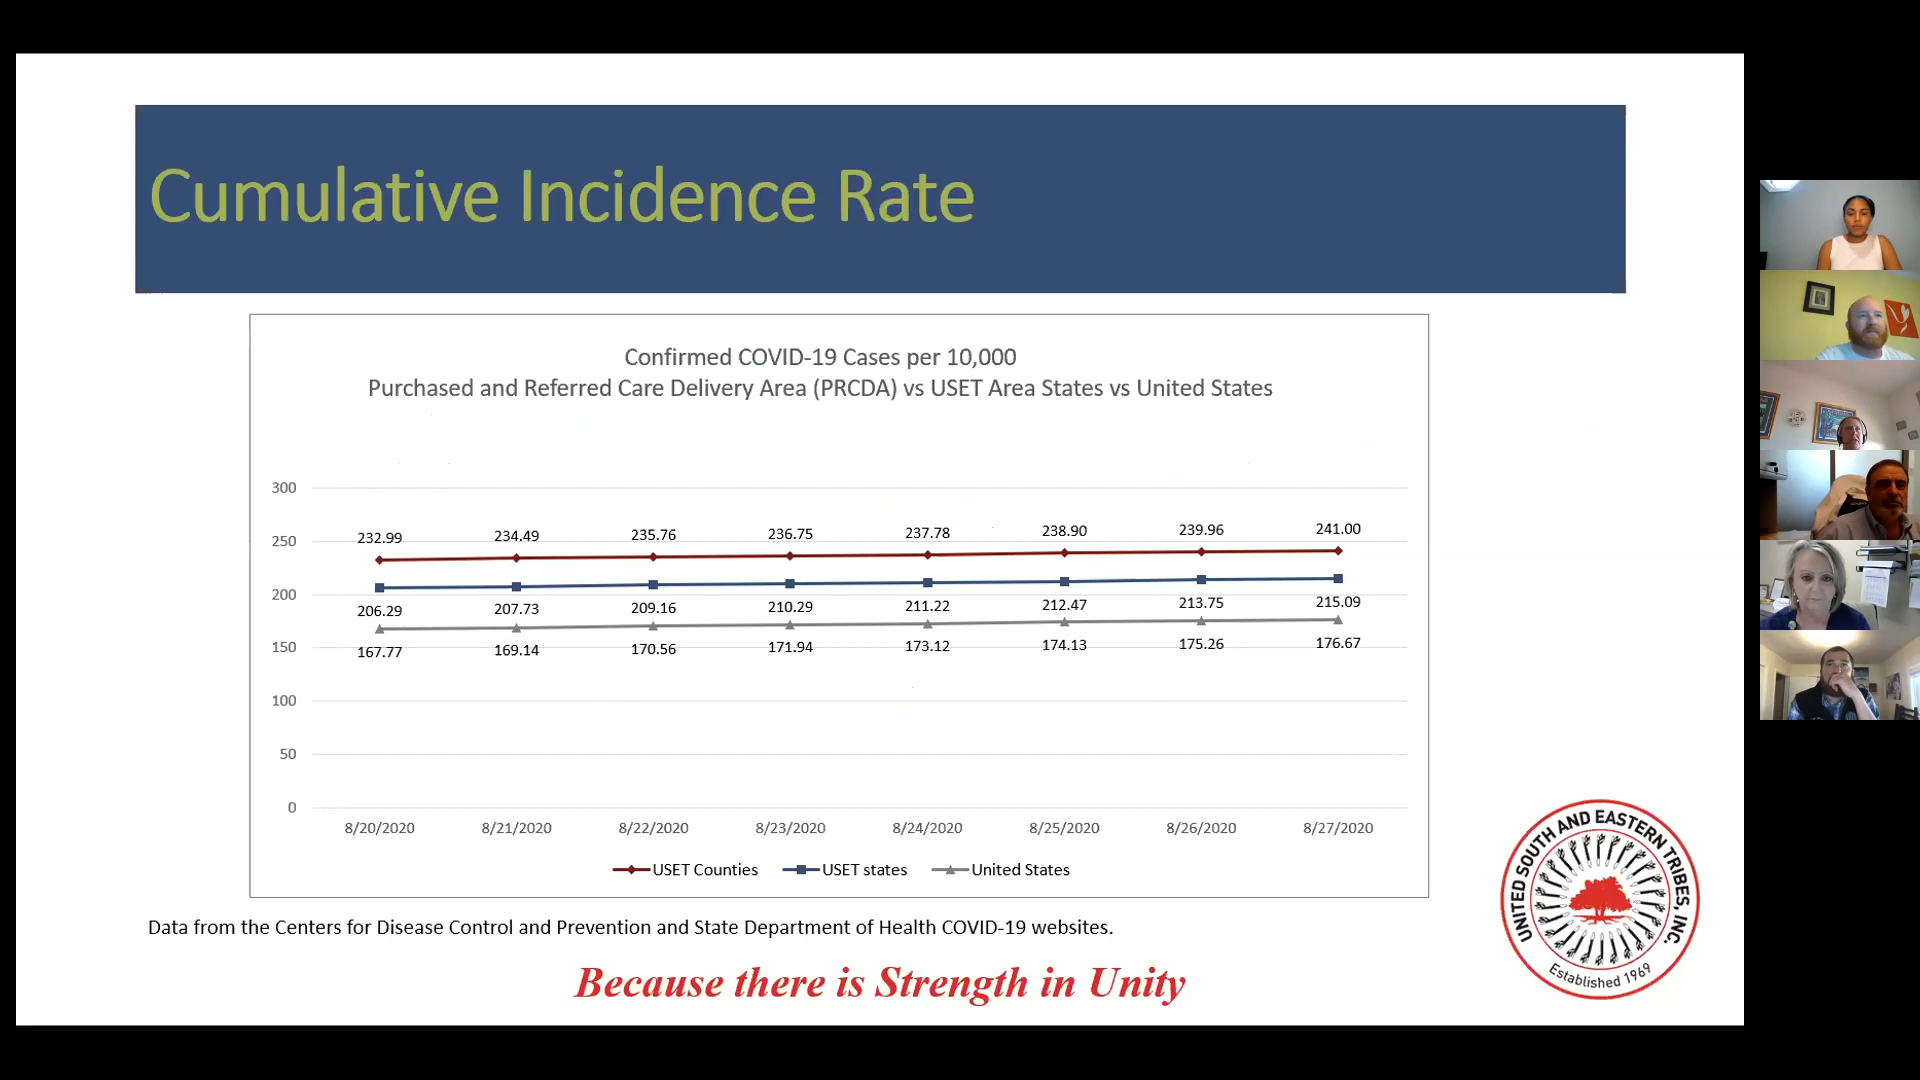 Cumulative Incidence Rate
Confirmed COVID-19 Cases per 10,000
Purchased and Referred Care Delivery Area (PRCDA) vs USET Area States vs United States
300
250
200
150
100
50
0
232.99 234.49 235.76 236.75 237.78 238.90 239.96 241.00
206.29 207.73 209.16 210.29 211.22 212.47 213.75 215.09
167.77 169.14 170.56 171.94 173.12 174.13 175.26 176.67
8/20/2020 8/21/2020 8/22/2020 8/23/2020 8/24/2020 8/25/2020 8/26/2020 8/27/2020
USET Counties USET states United States
Data from the Centers for Disease Control and Prevention and State Department of Health COVID-19 websites.
Because there is Strength in Unity
UNITED SOUTH AND EASTERN TRIBES, INC.
Established 1969